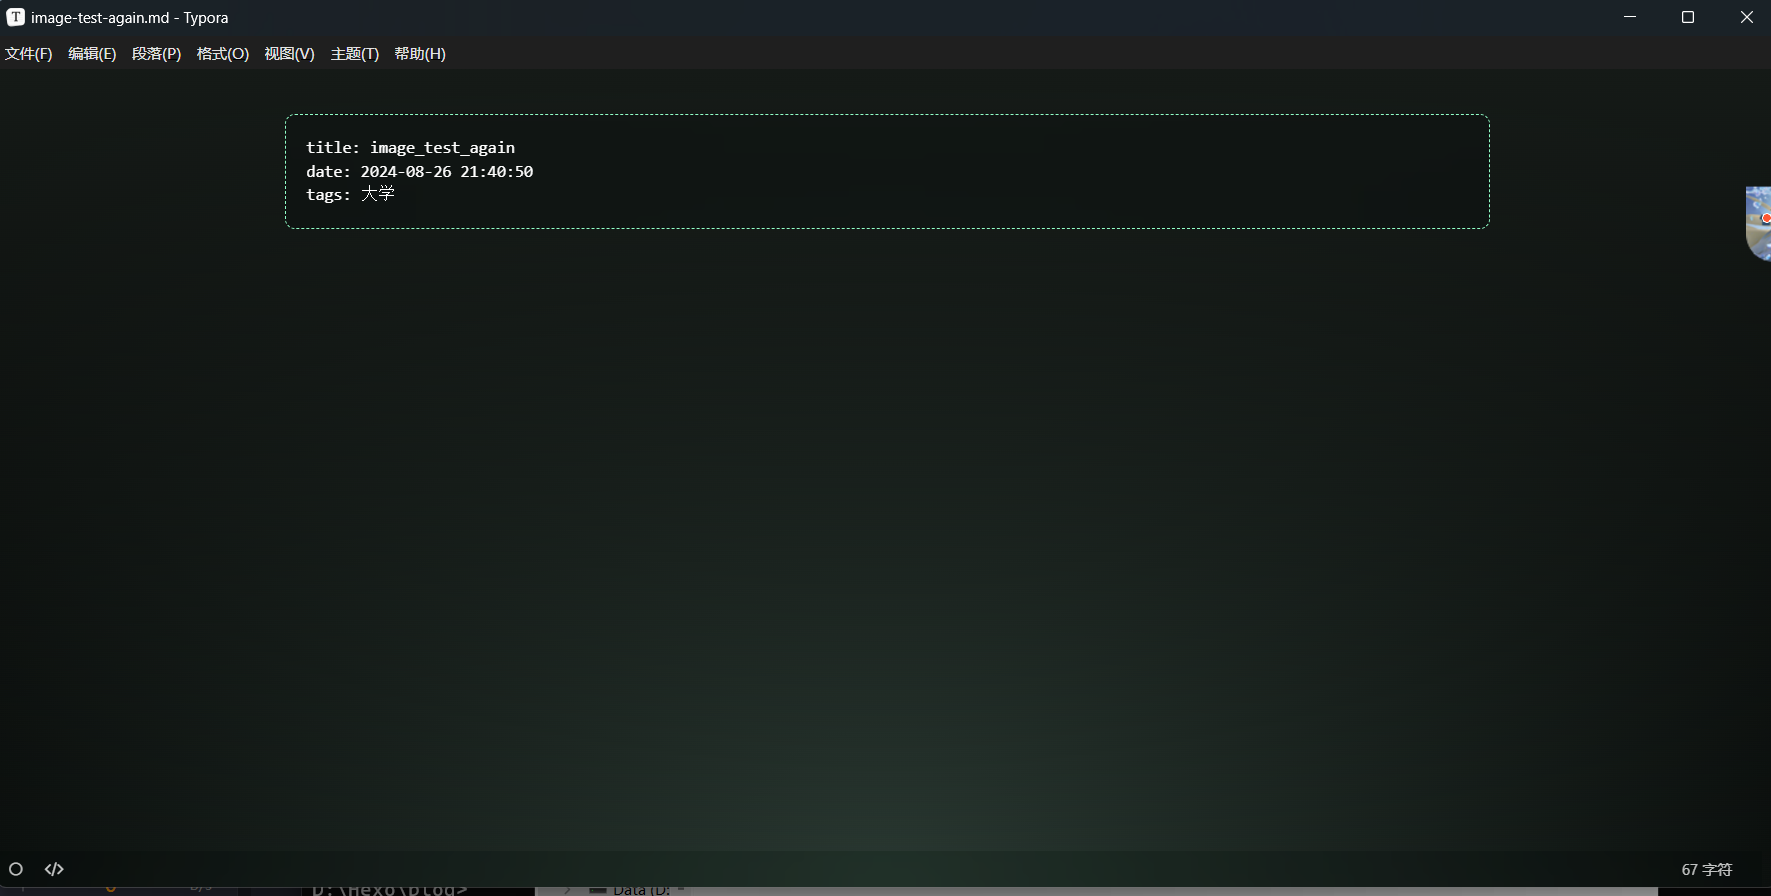 image-test-again.md - Typora
文件(F) 编辑(E) 段落(P) 格式(O) 视图(V) 主题(T) 帮助(H)
title: image_test_again
date: 2024-08-26 21:40:50
tags: 大学
67 字符
D:\Hexo\blog>
Data (D: